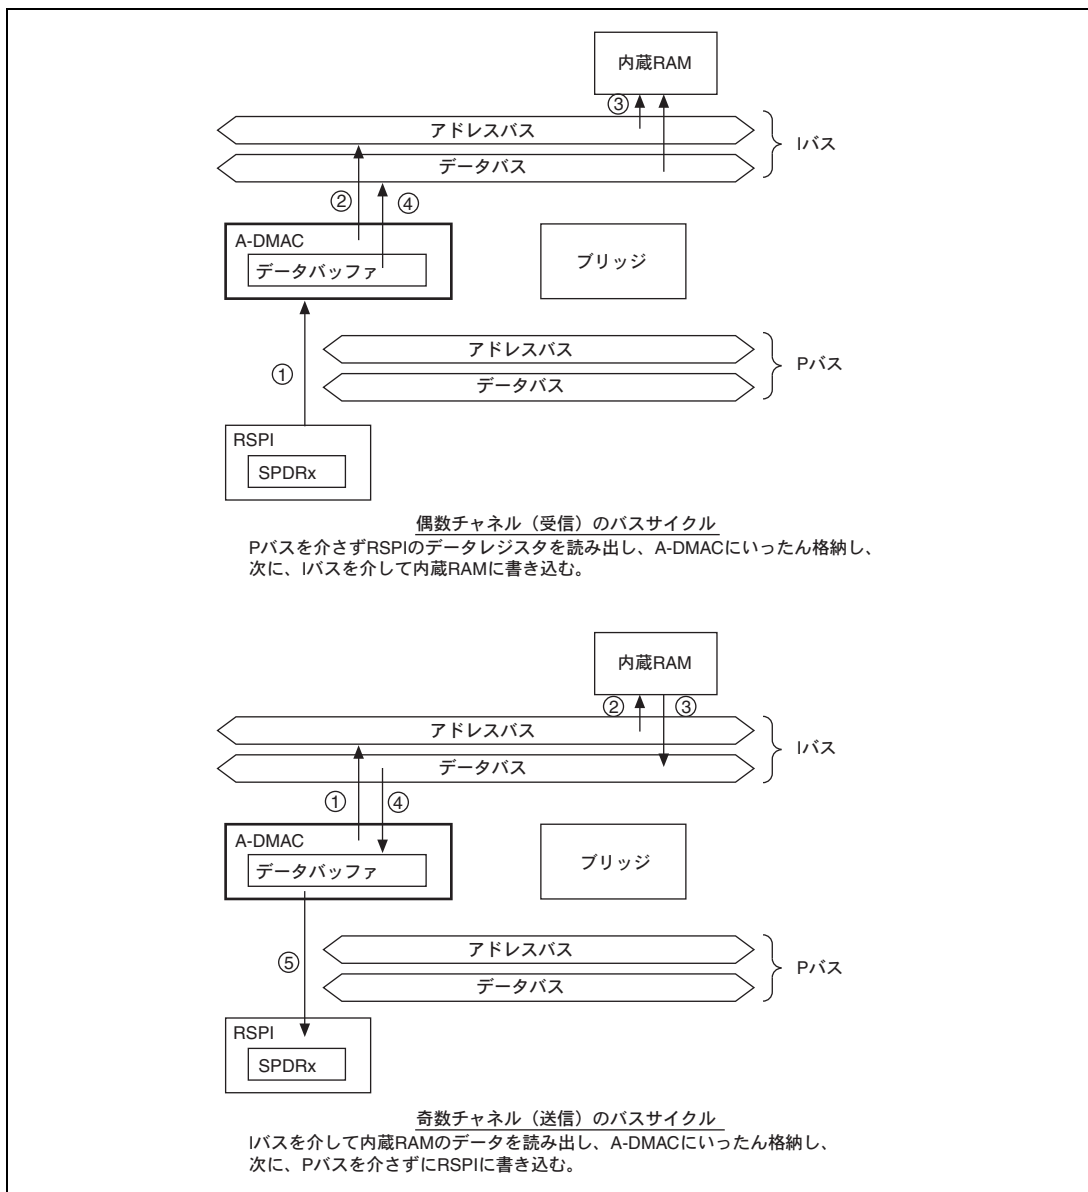 内蔵RAM
③
アドレスバス
データバス
Iバス
②
④
A-DMAC
データバッファ
ブリッジ
アドレスバス
データバス
Pバス
①
RSPI
SPDRx
偶数チャネル（受信）のバスサイクル
Pバスを介さずRSPIのデータレジスタを読み出し、A-DMACにいったん格納し、
次に、Iバスを介して内蔵RAMに書き込む。
内蔵RAM
②
③
アドレスバス
データバス
Iバス
①
④
A-DMAC
データバッファ
ブリッジ
アドレスバス
データバス
Pバス
⑤
RSPI
SPDRx
奇数チャネル（送信）のバスサイクル
Iバスを介して内蔵RAMのデータを読み出し、A-DMACにいったん格納し、
次に、Pバスを介さずにRSPIに書き込む。